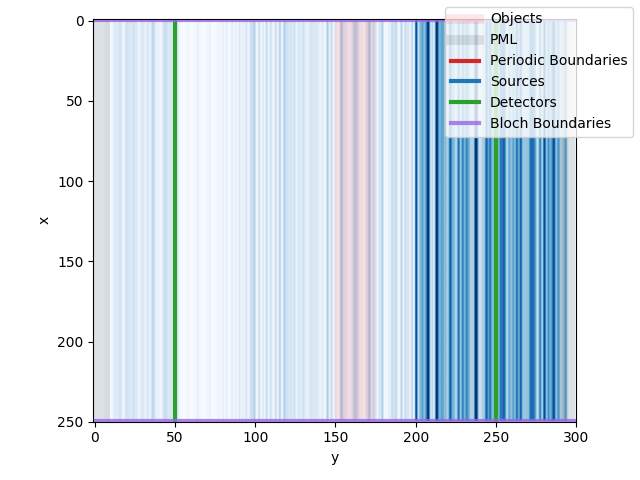 Objects
PML
Periodic Boundaries
Sources
Detectors
Bloch Boundaries
0
50
100
150
200
250
x
0
50
100
150
200
250
300
y